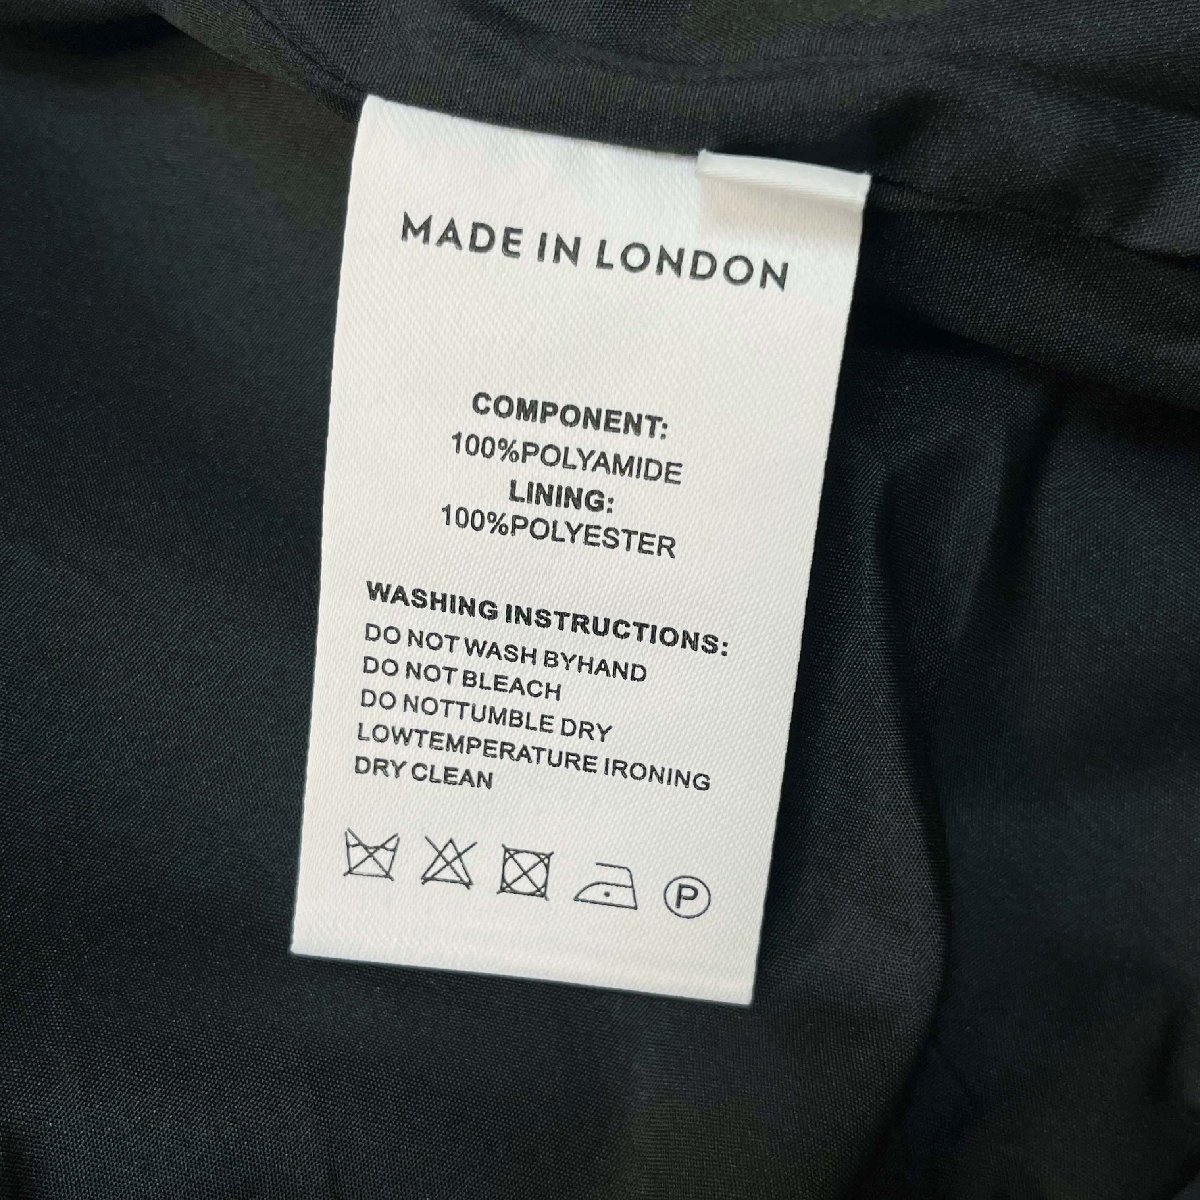 MADE IN LONDON
COMPONENT:
100%POLYAMIDE
LINING:
100%POLYESTER
WASHING INSTRUCTIONS:
DO NOT WASH BYHAND
DO NOT BLEACH
DO NOTTUMBLE DRY
LOWTEMPERATURE IRONING
DRY CLEAN
P